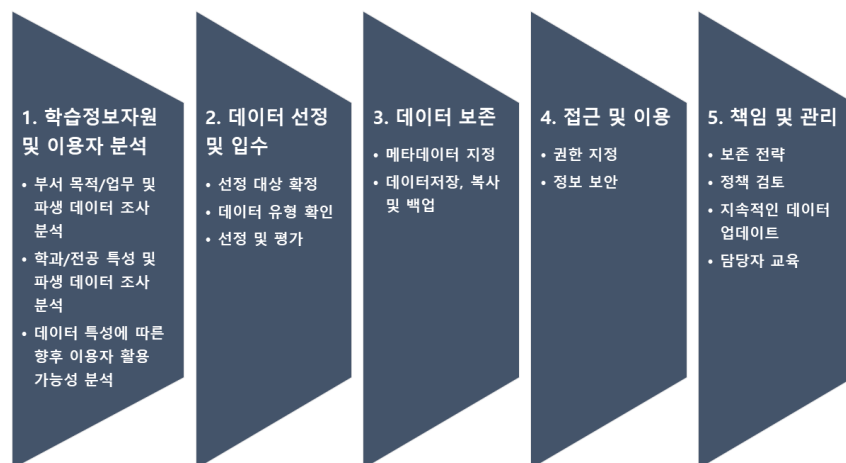 1. 학습정보자원
및 이용자 분석
• 부서 목적/업무 및
파생 데이터 조사
분석
• 학과/전공 특성 및
파생 데이터 조사
분석
• 데이터 특성에 따른
향후 이용자 활용
가능성 분석
2. 데이터 선정
및 입수
• 선정 대상 확정
• 데이터 유형 확인
• 선정 및 평가
3. 데이터 보존
• 메타데이터 지정
• 데이터저장, 복사
및 백업
4. 접근 및 이용
• 권한 지정
• 정보 보안
5. 책임 및 관리
• 보존 전략
• 정책 검토
• 지속적인 데이터
업데이트
• 담당자 교육